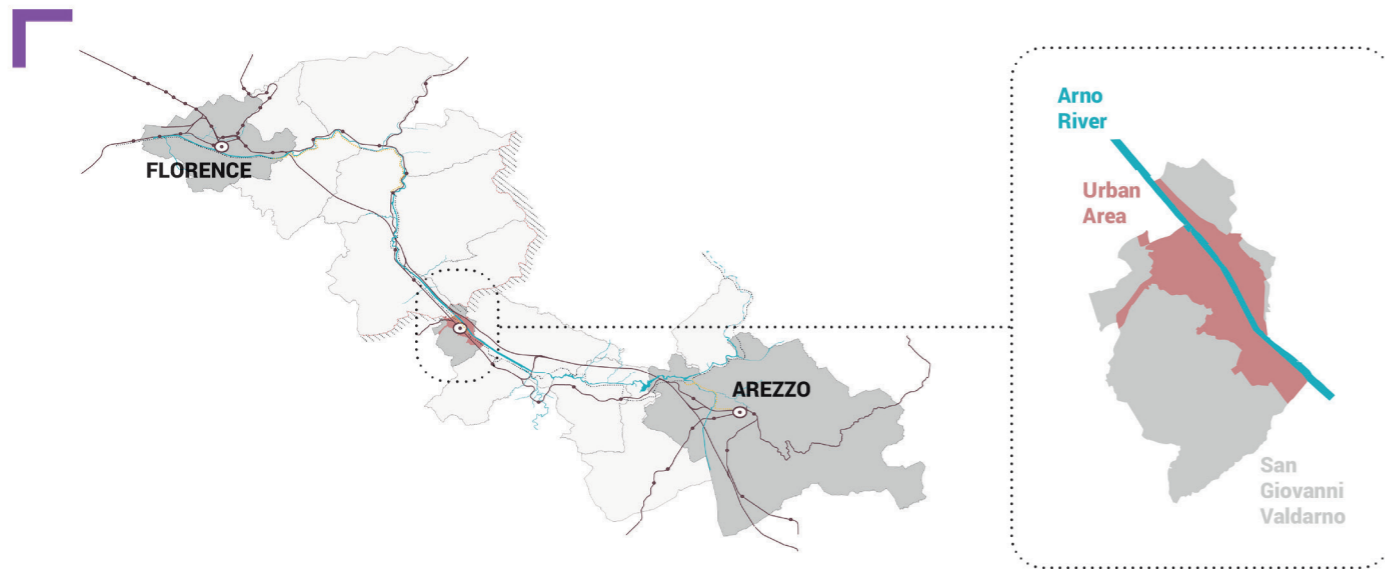 FLORENCE
AREZZO
Arno
River
Urban
Area
San
Giovanni
Valdarno